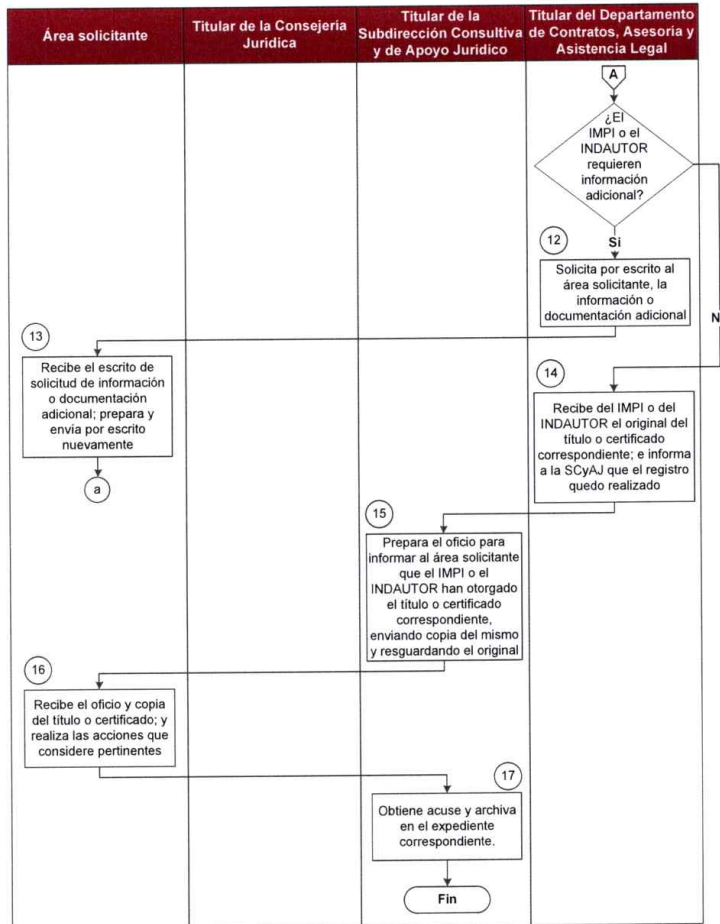 Área solicitante
Titular de la Consejería
Jurídica
Titular de la
Subdirección Consultiva
y de Apoyo Juridico
Titular del Departamento
de Contratos, Asesoría y
Asistencia Legal
A
¿El
IMPI o el
INDAUTOR
requieren
información
adicional?
12
Si
Solicita por escrito al
área solicitante, la
información o
documentación adicional
N
13
Recibe el escrito de
solicitud de información
o documentación
adicional; prepara y
envía por escrito
nuevamente
a
14
Recibe del IMPI o del
INDAUTOR el original del
título o certificado
correspondiente; e informa
a la SCyAJ que el registro
quedo realizado
15
Prepara el oficio para
informar al área solicitante
que el IMPI o el
INDAUTOR han otorgado
el título o certificado
correspondiente,
enviando copia del mismo
y resguardando el original
16
Recibe el oficio y copia
del título o certificado; y
realiza las acciones que
considere pertinentes
17
Obtiene acuse y archiva
en el expediente
correspondiente.
Fin